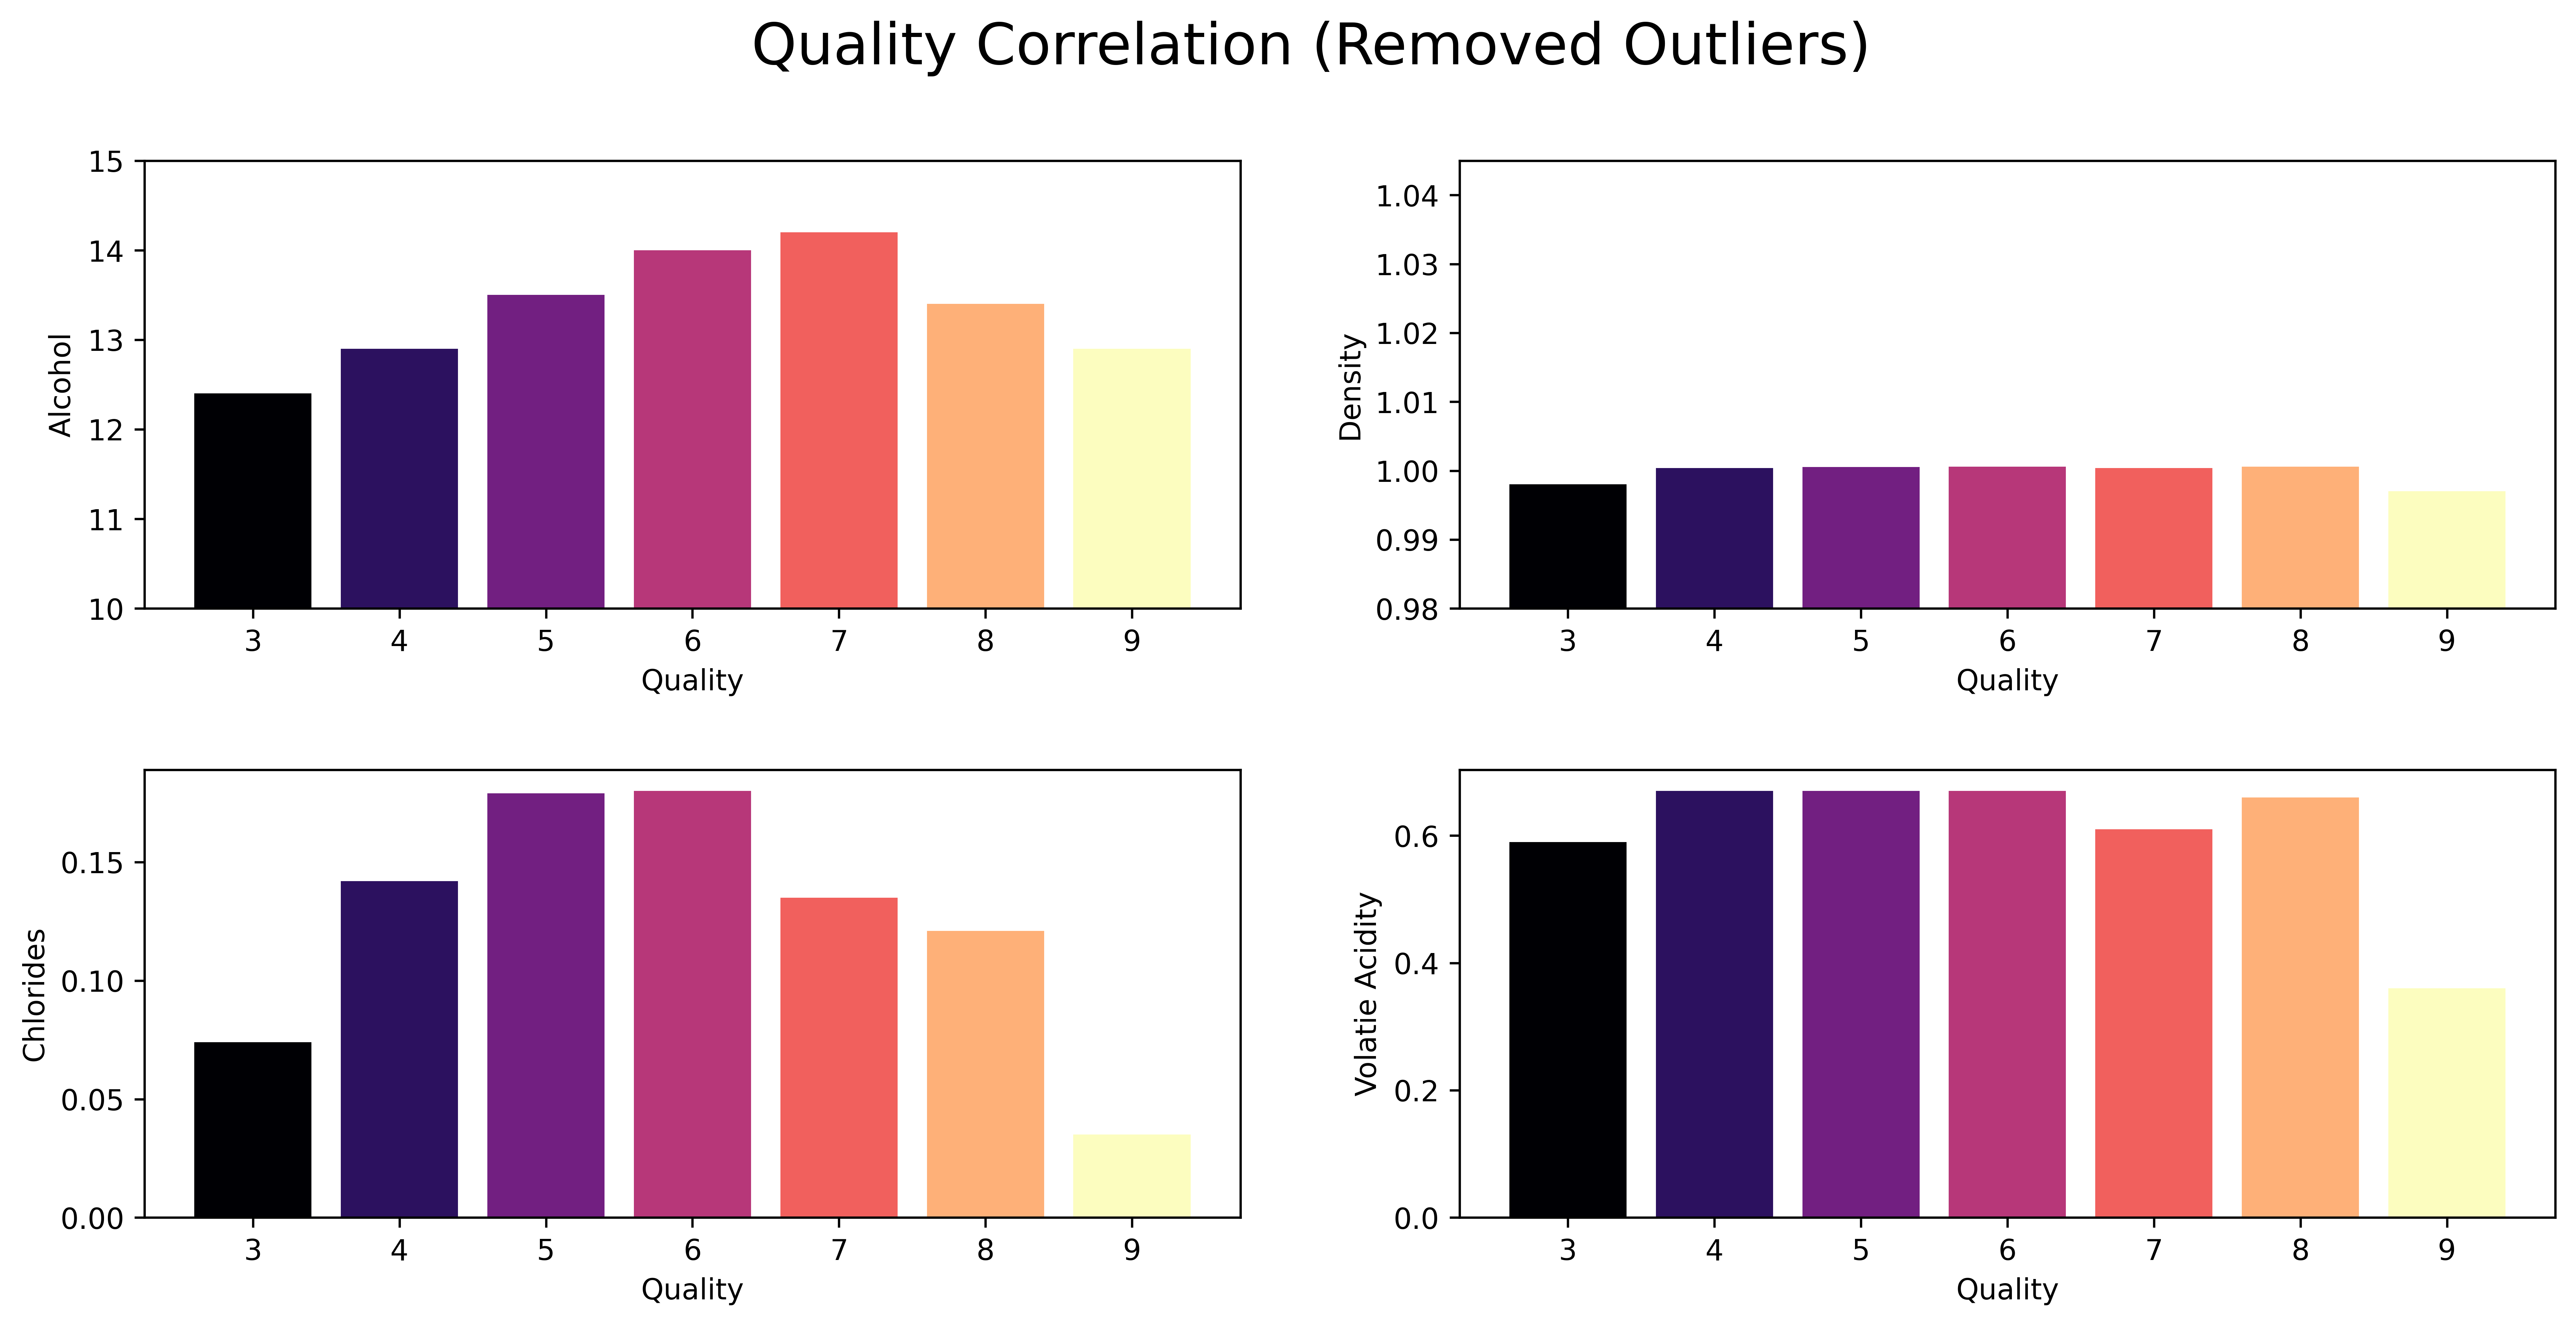 Quality Correlation (Removed Outliers)
15
14
13
12
11
10
Alcohol
3 4 5 6 7 8 9
Quality
1.04
1.03
1.02
1.01
1.00
0.99
0.98
Density
3 4 5 6 7 8 9
Quality
0.15
0.10
0.05
0.00
Chlorides
3 4 5 6 7 8 9
Quality
0.6
0.4
0.2
0.0
Volatie Acidity
3 4 5 6 7 8 9
Quality